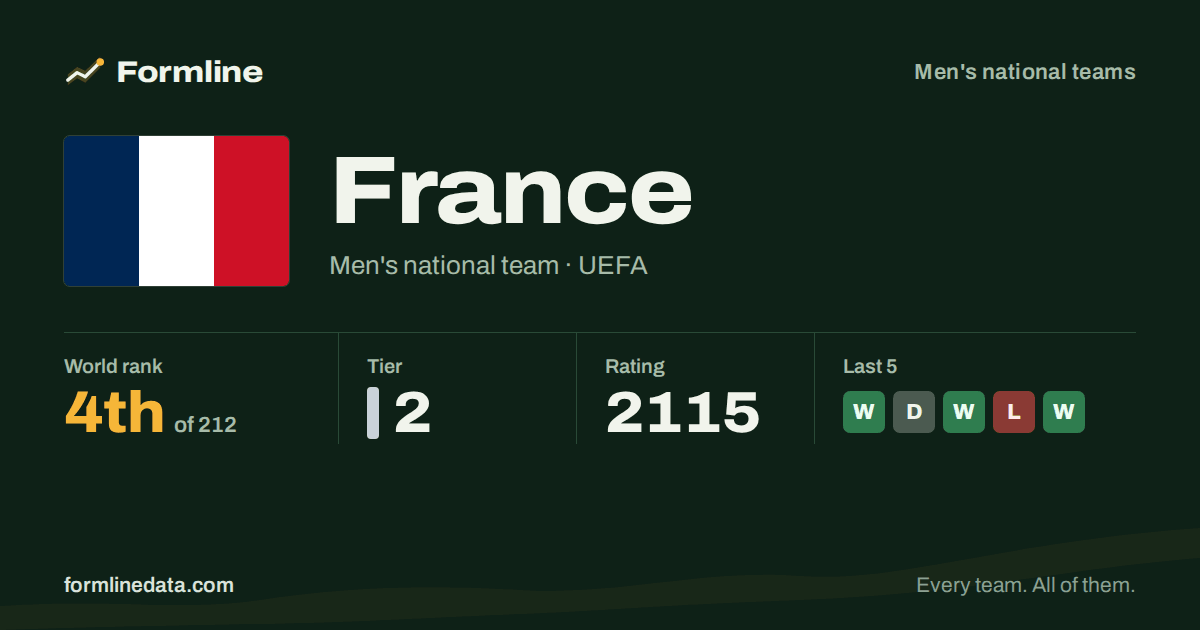 Formline
Men's national teams
France
Men's national team · UEFA
World rank
4th of 212
Tier
2
Rating
2115
Last 5
W D W L W
formlinedata.com
Every team. All of them.